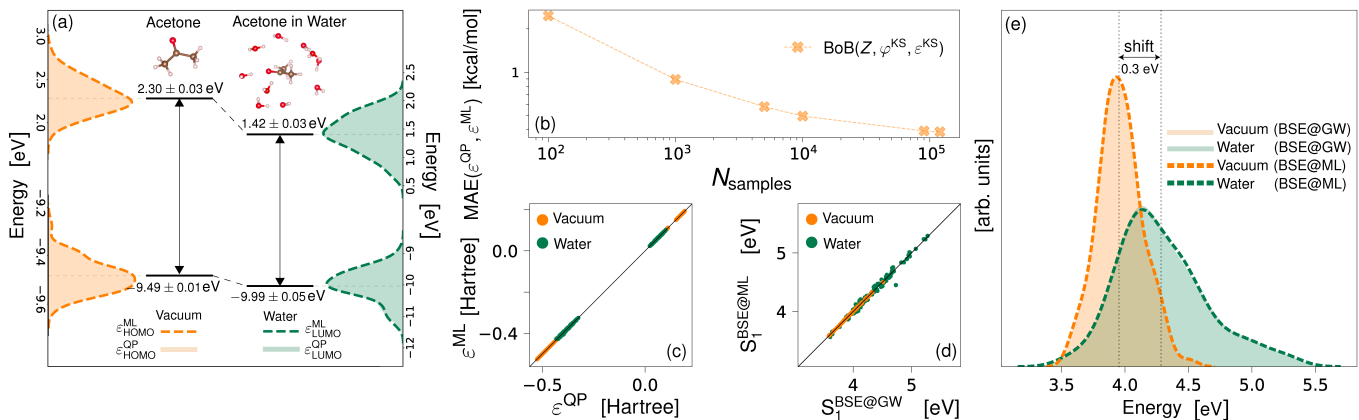 (a)
Acetone
Acetone in Water
2.30 ± 0.03 eV
1.42 ± 0.03 eV
−9.49 ± 0.01 eV
−9.99 ± 0.05 eV
3.0
2.5
2.0
−9.2
−9.4
−9.6
Energy [eV]
2.5
2.0
1.5
1.0
0.5
−9
−10
−11
−12
Energy [eV]
Vacuum
Water
ε^ML_HOMO
ε^ML_LUMO
ε^QP_HOMO
ε^QP_LUMO
(b)
BoB(Z, φ^KS, ε^KS)
MAE(ε^QP, ε^ML) [kcal/mol]
1
10^2
10^3
10^4
10^5
N_samples
(c)
Vacuum
Water
0.0
−0.4
ε^ML [Hartree]
−0.5
0.0
ε^QP [Hartree]
(d)
Vacuum
Water
5
4
S_1^BSE@ML [eV]
4
5
S_1^BSE@GW [eV]
(e)
shift
0.3 eV
Vacuum (BSE@GW)
Water (BSE@GW)
Vacuum (BSE@ML)
Water (BSE@ML)
[arb. units]
3.5
4.0
4.5
5.0
5.5
Energy [eV]